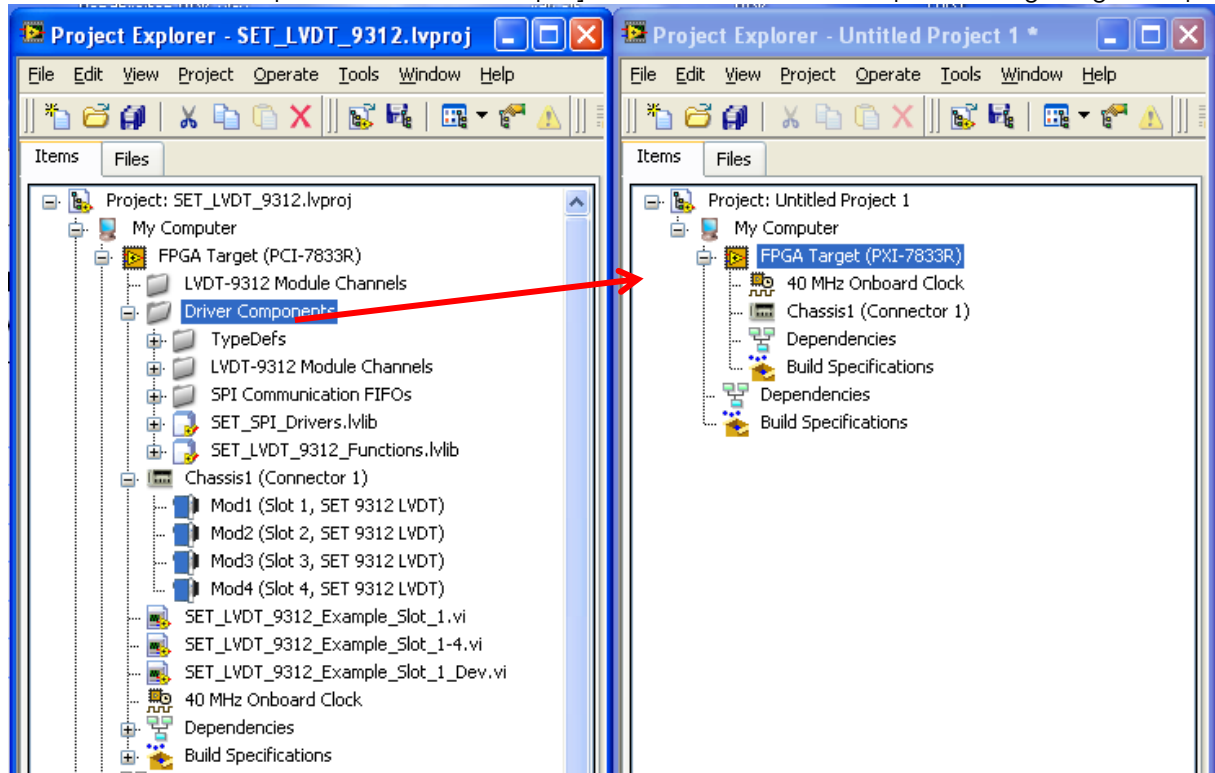 Project Explorer - SET_LVDT_9312.lvproj
File Edit View Project Operate Tools Window Help
Items Files
Project: SET_LVDT_9312.lvproj
My Computer
FPGA Target (PCI-7833R)
LVDT-9312 Module Channels
Driver Components
TypeDefs
LVDT-9312 Module Channels
SPI Communication FIFOs
SET_SPI_Drivers.lvlib
SET_LVDT_9312_Functions.lvlib
Chassis1 (Connector 1)
Mod1 (Slot 1, SET 9312 LVDT)
Mod2 (Slot 2, SET 9312 LVDT)
Mod3 (Slot 3, SET 9312 LVDT)
Mod4 (Slot 4, SET 9312 LVDT)
SET_LVDT_9312_Example_Slot_1.vi
SET_LVDT_9312_Example_Slot_1-4.vi
SET_LVDT_9312_Example_Slot_1_Dev.vi
40 MHz Onboard Clock
Dependencies
Build Specifications
Project Explorer - Untitled Project 1 *
File Edit View Project Operate Tools Window Help
Items Files
Project: Untitled Project 1
My Computer
FPGA Target (PXI-7833R)
40 MHz Onboard Clock
Chassis1 (Connector 1)
Dependencies
Build Specifications
Dependencies
Build Specifications